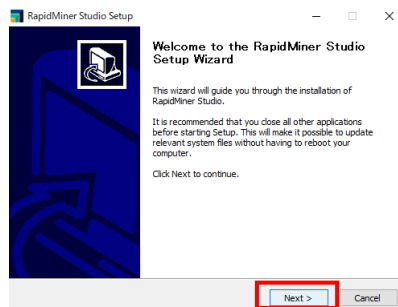 RapidMiner Studio Setup
Welcome to the RapidMiner Studio
Setup Wizard
This wizard will guide you through the installation of
RapidMiner Studio.
It is recommended that you close all other applications
before starting Setup. This will make it possible to update
relevant system files without having to reboot your
computer.
Click Next to continue.
Next >
Cancel